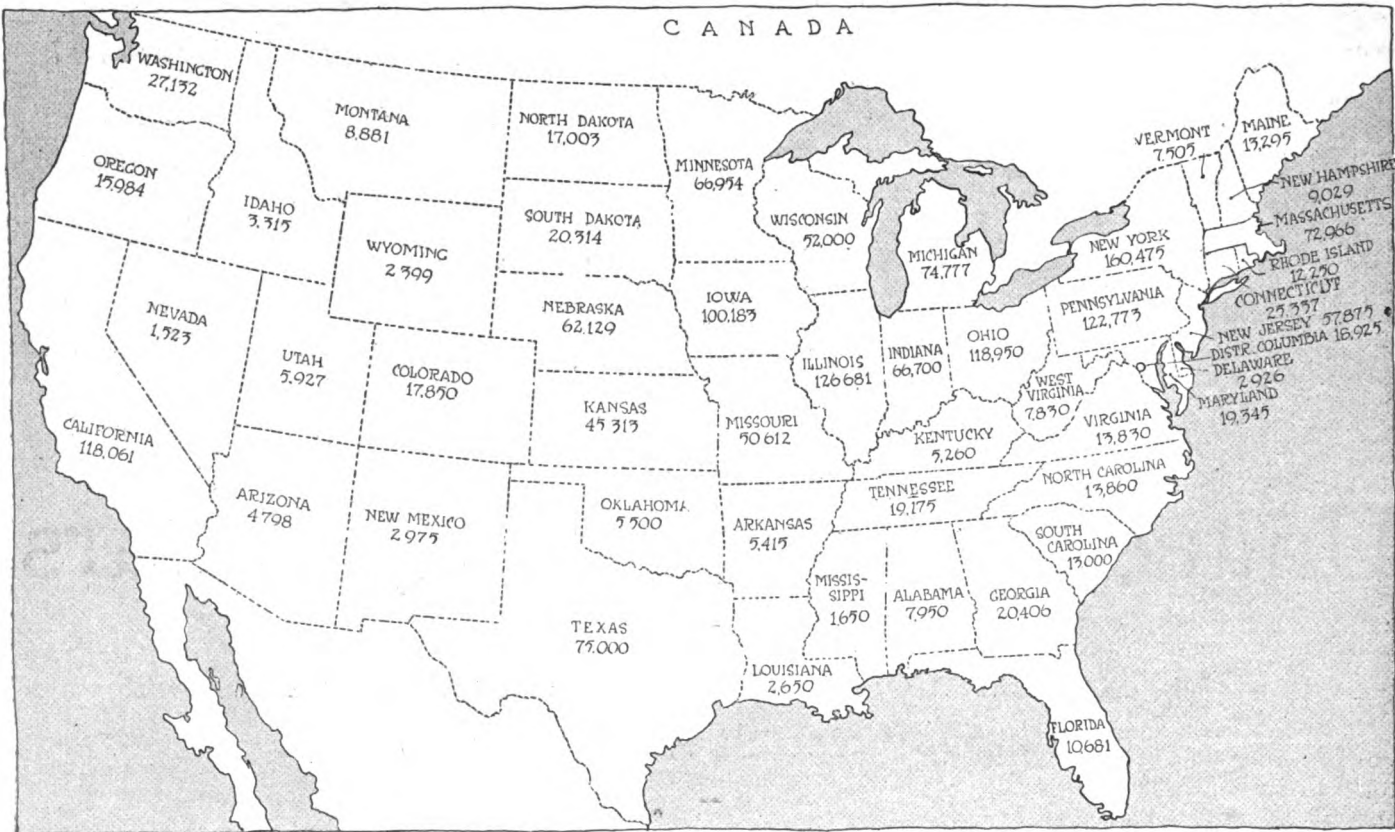 CANADA
WASHINGTON
27,132
MONTANA
8,881
NORTH DAKOTA
17,003
MINNESOTA
66,954
OREGON
15,984
IDAHO
3,315
WYOMING
2 399
SOUTH DAKOTA
20,314
WISCONSIN
52,000
MICHIGAN
74,777
VERMONT
7,505
MAINE
13,295
NEW HAMPSHIRE
9,029
MASSACHUSETTS
72,966
NEW YORK
160,475
RHODE ISLAND
12,250
CONNECTICUT
NEW JERSEY 57,875
DISTR. COLUMBIA 16,925
DELAWARE
2 926
MARYLAND
19,345
NEVADA
1,523
UTAH
5,927
COLORADO
17,850
NEBRASKA
62,129
IOWA
100,183
ILLINOIS
126 681
INDIANA
66,700
OHIO
118,950
PENNSYLVANIA
122,773
WEST
VIRGINIA
7,830
VIRGINIA
13,830
CALIFORNIA
118,061
KANSAS
45 313
MISSOURI
50 612
KENTUCKY
5,260
NORTH CAROLINA
13,860
ARIZONA
4 798
NEW MEXICO
2 975
OKLAHOMA
5 500
ARKANSAS
5,415
TENNESSEE
19,175
SOUTH
CAROLINA
13000
TEXAS
75,000
LOUISIANA
2,650
MISSIS-
SIPPI
1650
ALABAMA
7,950
GEORGIA
20,406
FLORIDA
10,681